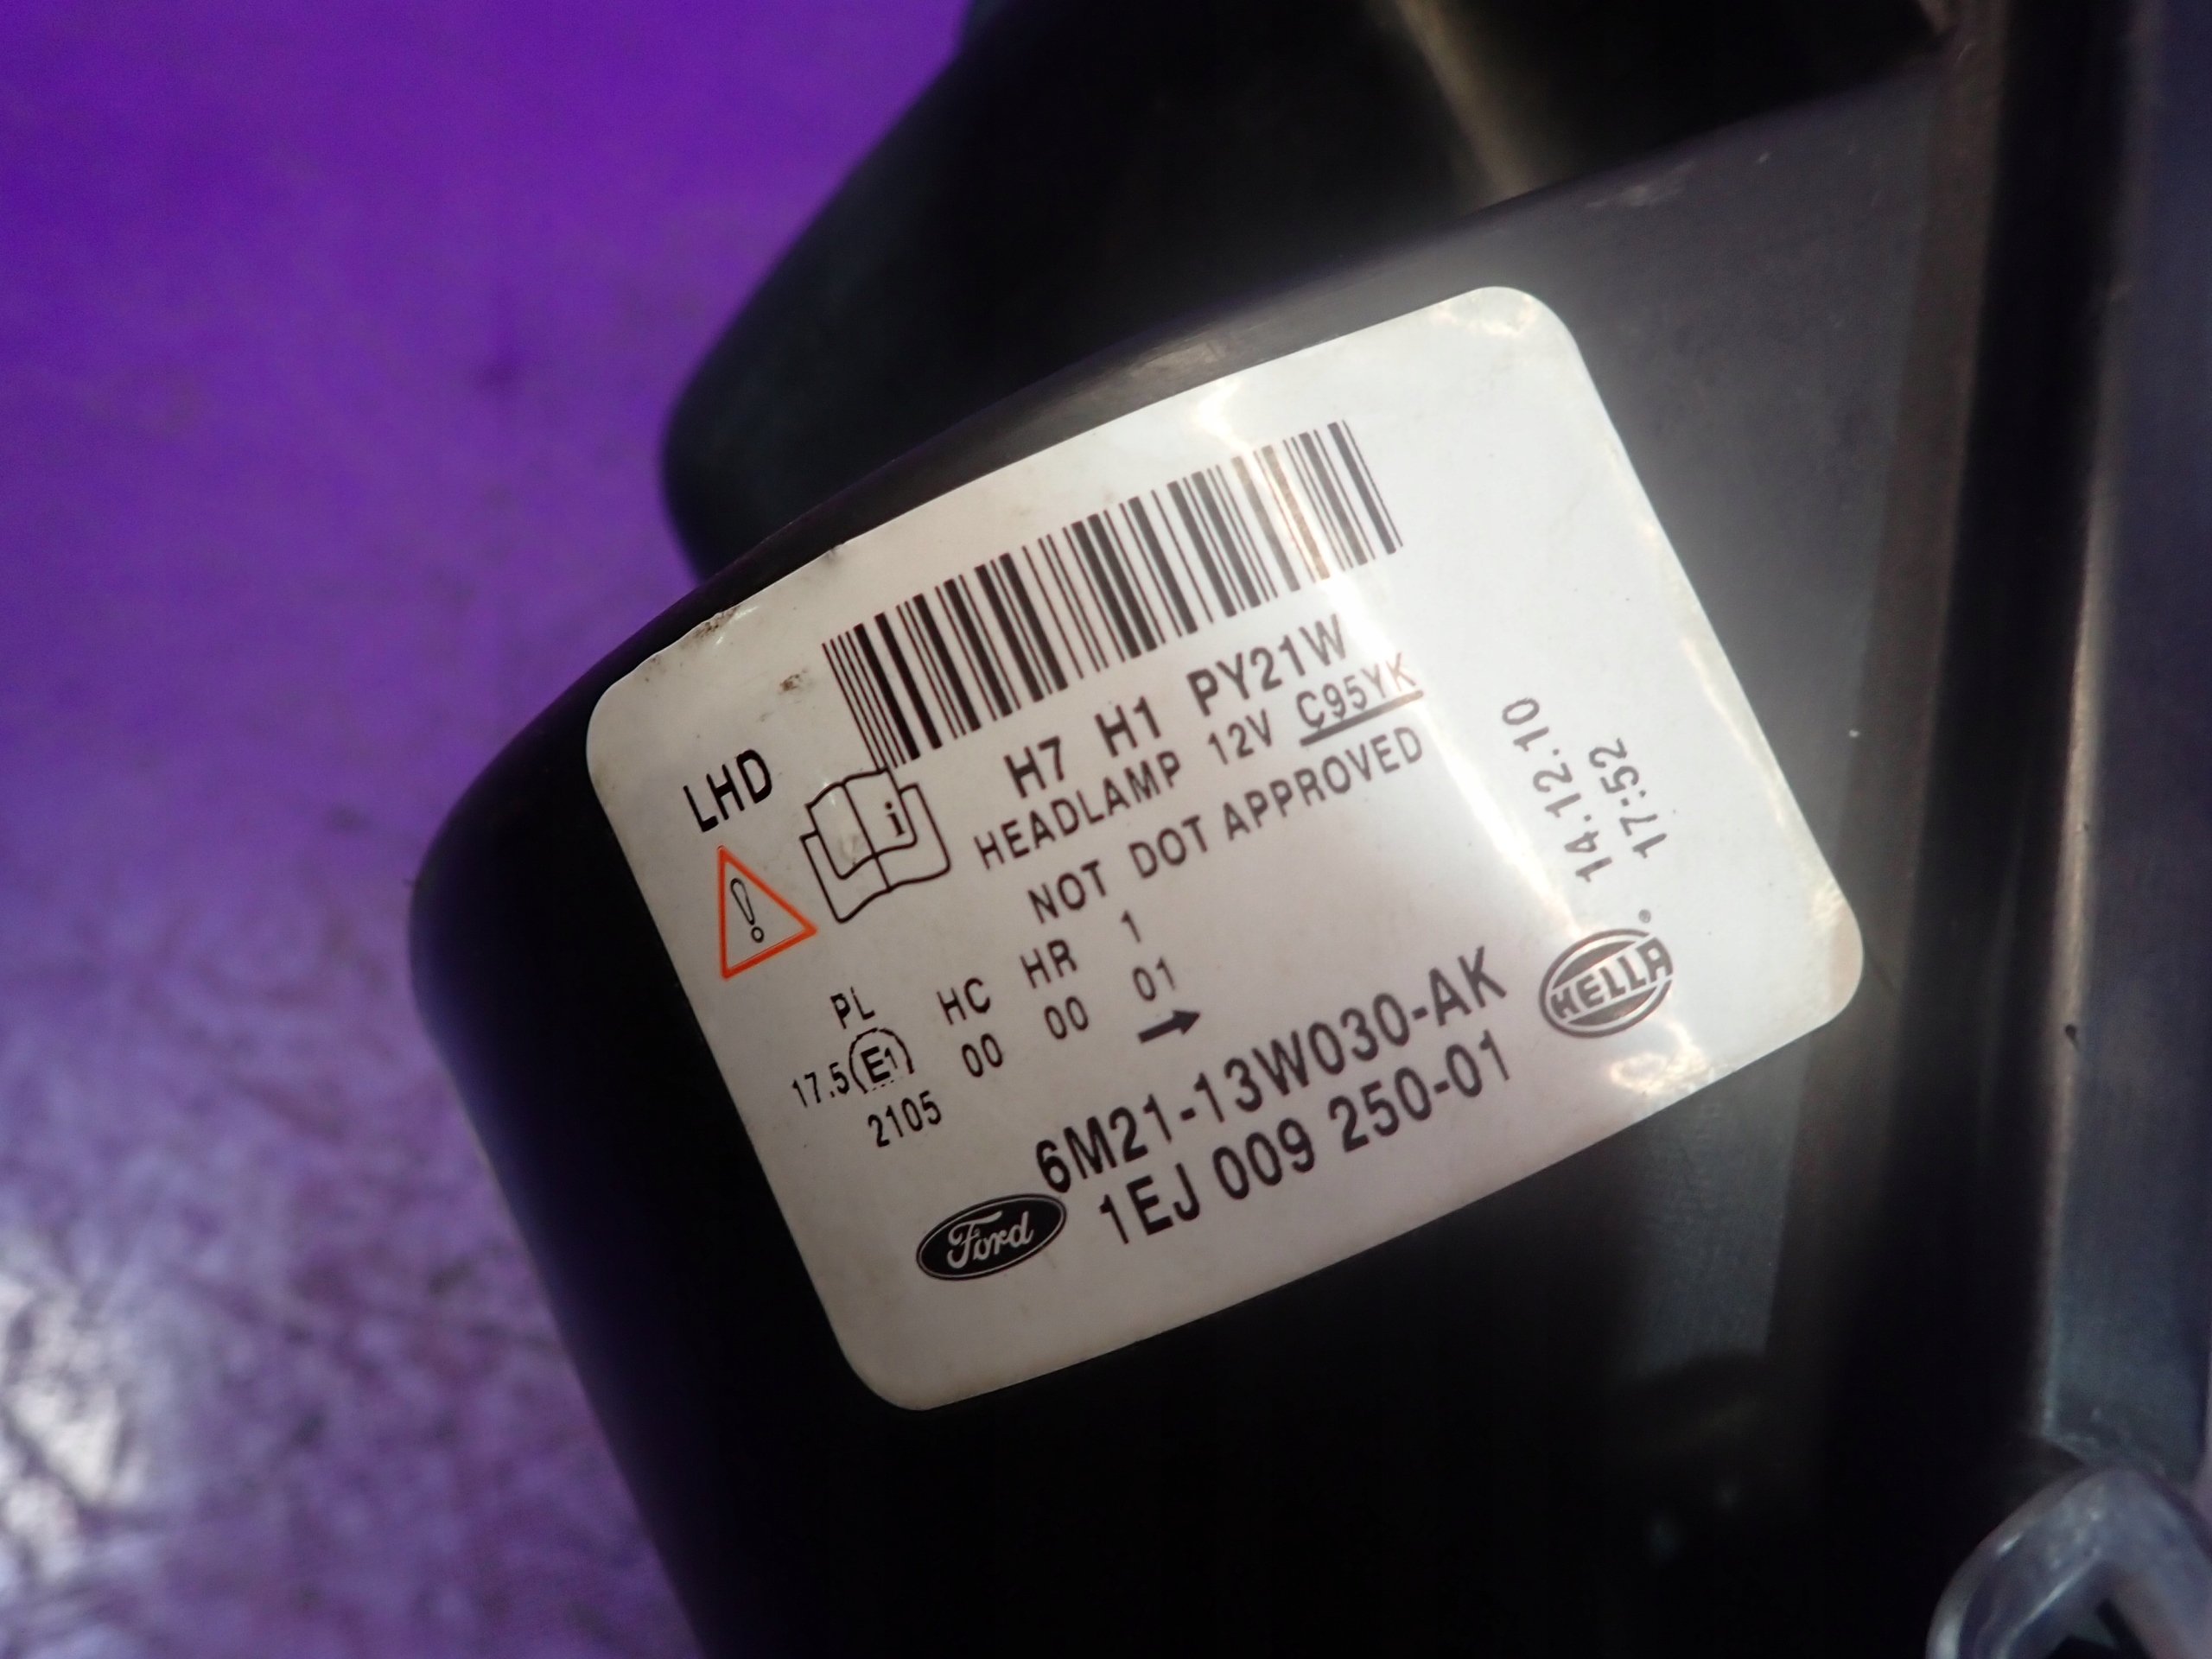 LHD
H7 H1 PY21W
HEADLAMP 12V C95YK
NOT DOT APPROVED
PL HC HR 1
17.5 E1 00 00 01
2105
6M21-13W030-AK
1EJ 009 250-01
Ford
HELLA®
14.12.10
17:52